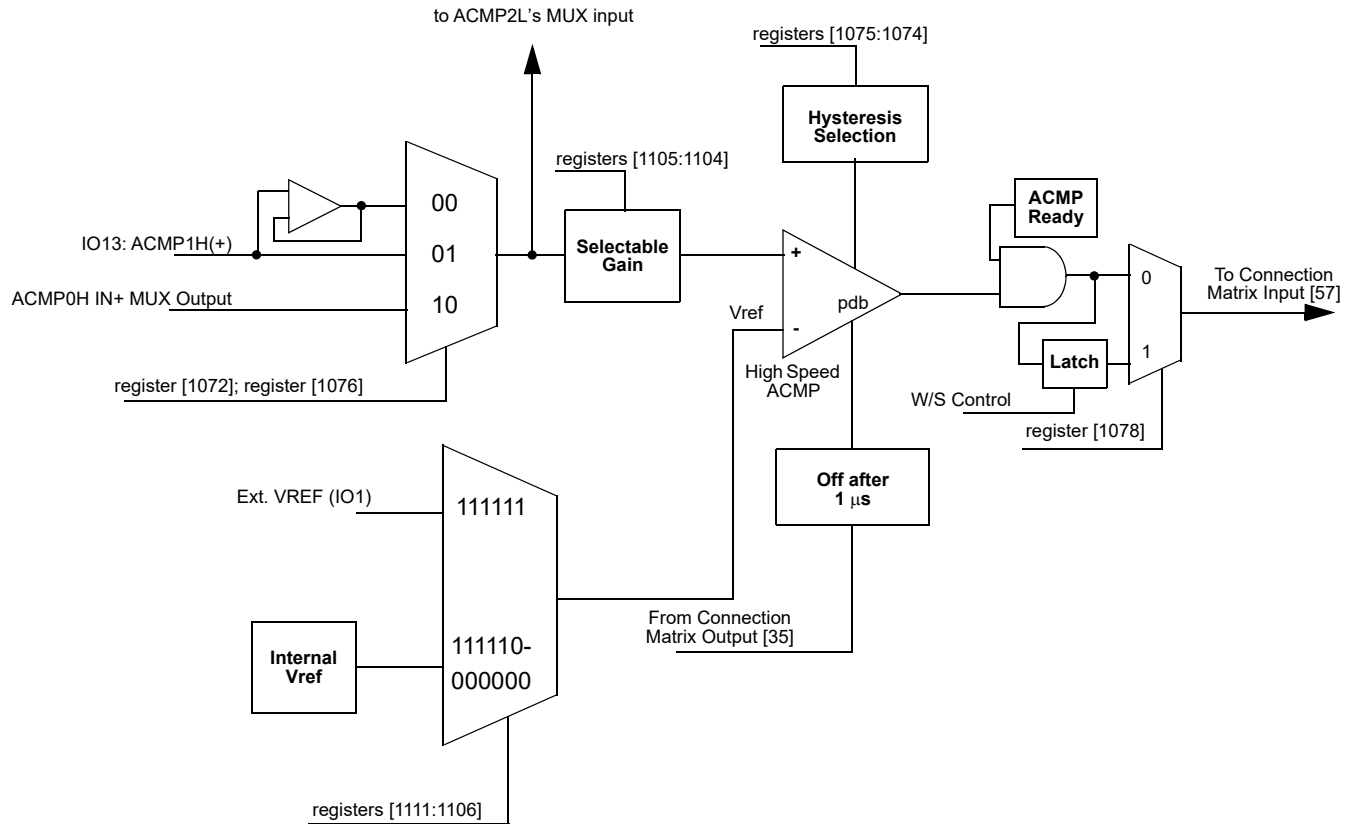 to ACMP2L's MUX input
registers [1075:1074]
Hysteresis
Selection
registers [1105:1104]
ACMP
Ready
00
IO13: ACMP1H(+)
01
Selectable
Gain
+
To Connection
Matrix Input [57]
0
ACMP0H IN+ MUX Output
10
pdb
Vref
-
1
Latch
High Speed
ACMP
register [1072]; register [1076]
W/S Control
register [1078]
Off after
1 μs
Ext. VREF (IO1)
111111
From Connection
Matrix Output [35]
Internal
Vref
111110-
000000
registers [1111:1106]